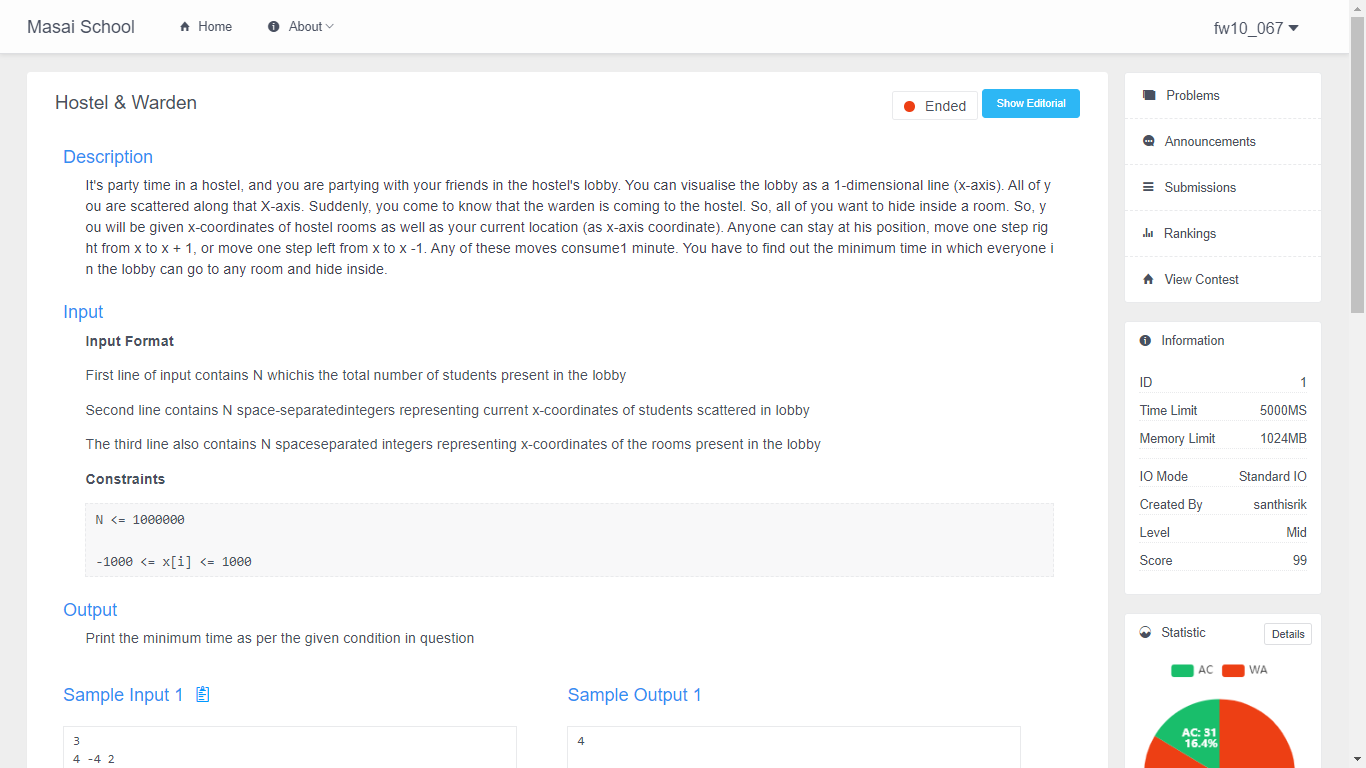 Masai School
Home
About
fw10_067
Hostel & Warden
Ended
Show Editorial
Description
It's party time in a hostel, and you are partying with your friends in the hostel's lobby. You can visualise the lobby as a 1-dimensional line (x-axis). All of y
ou are scattered along that X-axis. Suddenly, you come to know that the warden is coming to the hostel. So, all of you want to hide inside a room. So, y
ou will be given x-coordinates of hostel rooms as well as your current location (as x-axis coordinate). Anyone can stay at his position, move one step rig
ht from x to x + 1, or move one step left from x to x -1. Any of these moves consume1 minute. You have to find out the minimum time in which everyone i
n the lobby can go to any room and hide inside.
Input
Input Format
First line of input contains N whichis the total number of students present in the lobby
Second line contains N space-separatedintegers representing current x-coordinates of students scattered in lobby
The third line also contains N spaceseparated integers representing x-coordinates of the rooms present in the lobby
Constraints
N <= 1000000
-1000 <= x[i] <= 1000
Output
Print the minimum time as per the given condition in question
Sample Input 1
3
4 -4 2
Sample Output 1
4
Problems
Announcements
Submissions
Rankings
View Contest
Information
ID 1
Time Limit 5000MS
Memory Limit 1024MB
IO Mode Standard IO
Created By santhisrik
Level Mid
Score 99
Statistic
Details
AC WA
AC: 31
16.4%